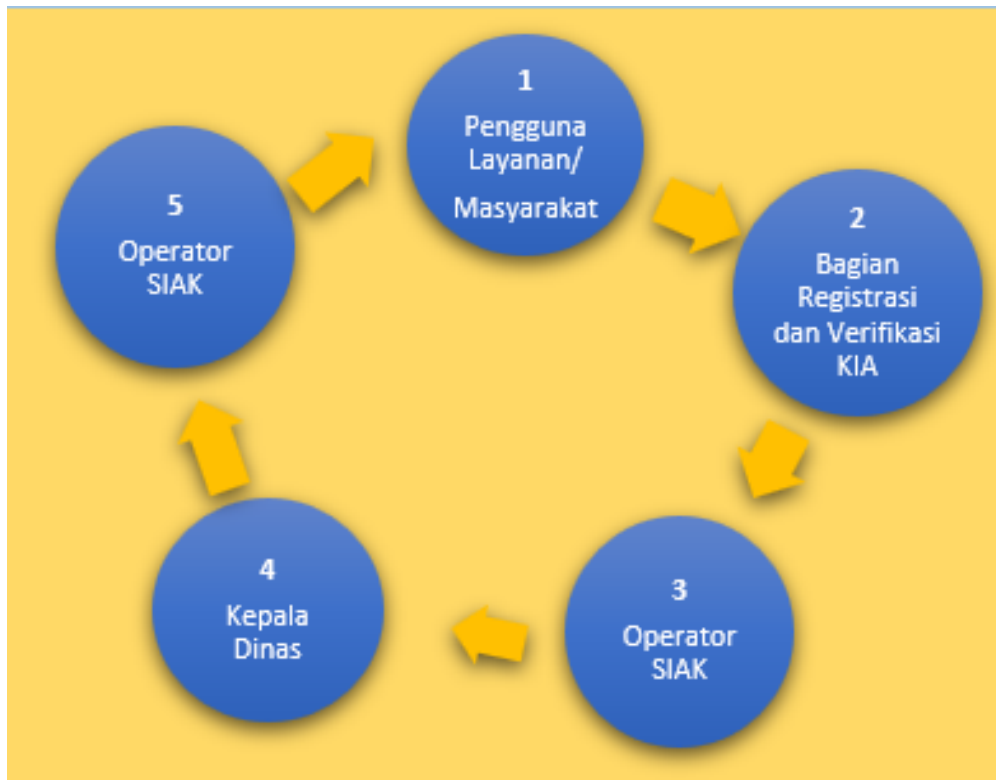 1
Pengguna
Layanan/
Masyarakat
2
Bagian
Registrasi
dan Verifikasi
KIA
3
Operator
SIAK
4
Kepala
Dinas
5
Operator
SIAK